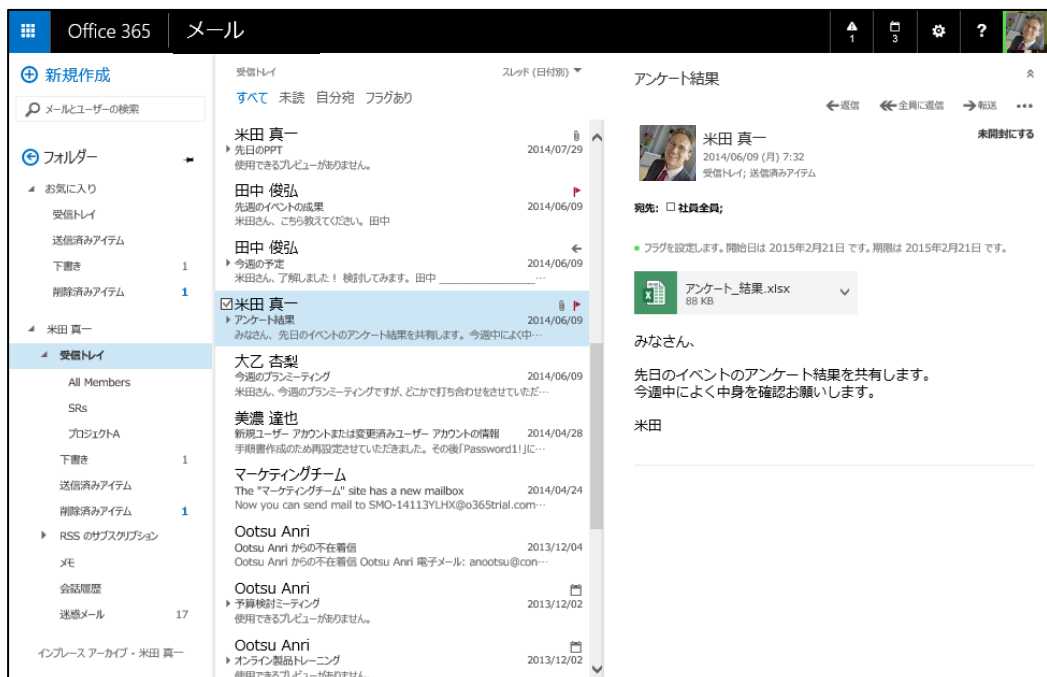 Office 365
メール
1
3
?
新規作成
メールとユーザーの検索
フォルダー
お気に入り
受信トレイ
送信済みアイテム
下書き 1
削除済みアイテム 1
米田 真一
受信トレイ
All Members
SRs
プロジェクトA
下書き 1
送信済みアイテム
削除済みアイテム 1
RSS のサブスクリプション
メモ
会話履歴
迷惑メール 17
インプレース アーカイブ - 米田 真一
受信トレイ スレッド (日付別)
すべて 未読 自分宛 フラグあり
米田 真一
先日のPPT 2014/07/29
使用できるプレビューがありません。
田中 俊弘
先週のイベントの成果 2014/06/09
米田さん、こちら教えてください。田中
田中 俊弘
今週の予定 2014/06/09
米田さん、了解しました！ 検討してみます。田中 ________________…
米田 真一
アンケート結果 2014/06/09
みなさん、先日のイベントのアンケート結果を共有します。今週中によく中…
大乙 杏梨
今週のプランミーティング 2014/06/09
米田さん、今週のプランミーティングですが、どこかで打ち合わせをさせていただ…
美濃 達也
新規ユーザー アカウントまたは変更済みユーザー アカウントの情報 2014/04/28
手順書作成のため再設定させていただきました。その後｢Password1!｣に…
マーケティングチーム
The "マーケティングチーム" site has a new mailbox 2014/04/24
Now you can send mail to SMO-14113YLHX@o365trial.com…
Ootsu Anri
Ootsu Anri からの不在着信 2013/12/04
Ootsu Anri からの不在着信 Ootsu Anri 電子メール: anootsu@con…
Ootsu Anri
予算検討ミーティング 2013/12/02
使用できるプレビューがありません。
Ootsu Anri
オンライン製品トレーニング 2013/12/02
使用できるプレビューがありません。
アンケート結果
返信 全員に返信 転送 •••
米田 真一 未開封にする
2014/06/09 (月) 7:32
受信トレイ; 送信済みアイテム
宛先: 社員全員;
フラグを設定します。開始日は 2015年2月21日 です。期限は 2015年2月21日 です。
アンケート_結果.xlsx
88 KB
みなさん、
先日のイベントのアンケート結果を共有します。
今週中によく中身を確認お願いします。
米田